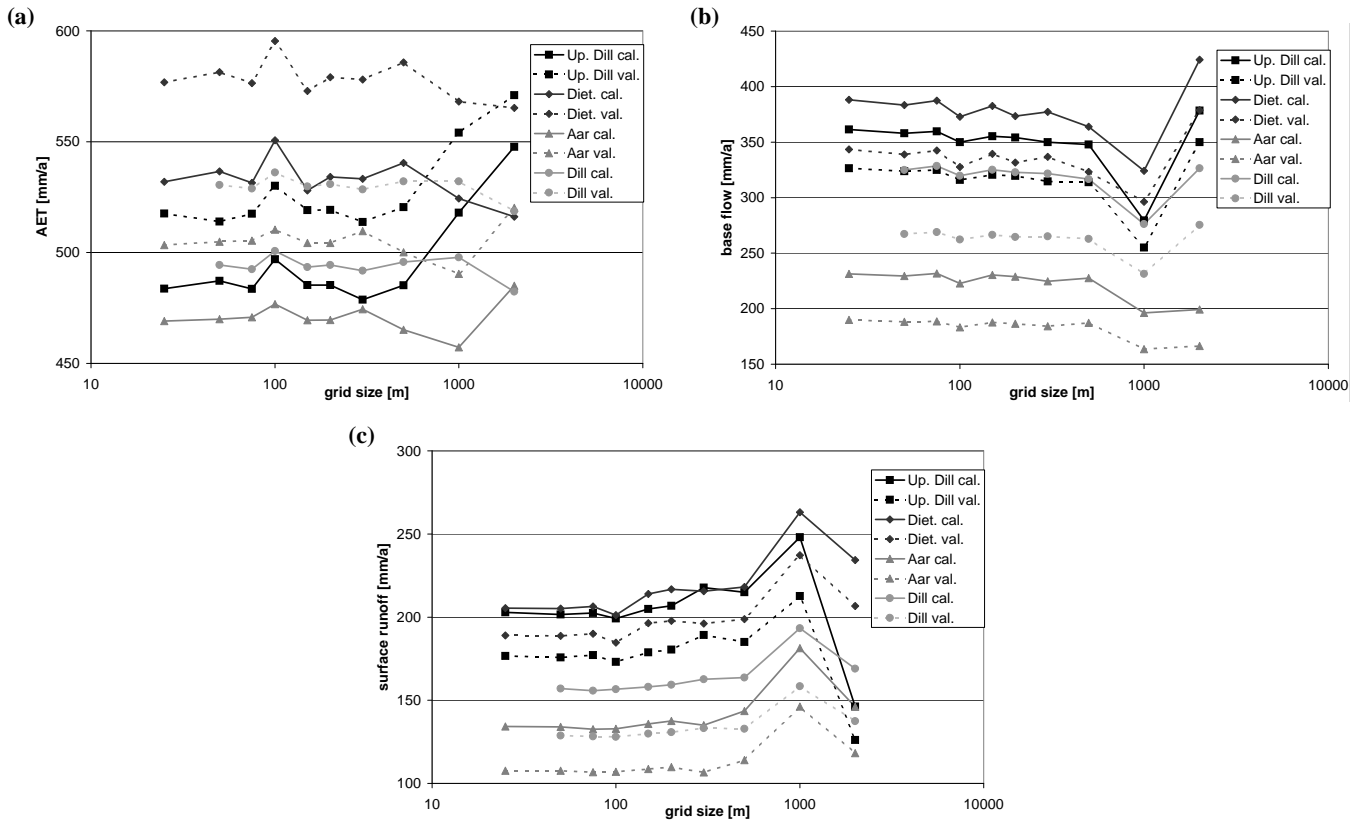 (a)
600
550
500
450
AET [mm/a]
10
100
1000
10000
grid size [m]
Up. Dill cal.
Up. Dill val.
Diet. cal.
Diet. val.
Aar cal.
Aar val.
Dill cal.
Dill val.
(b)
450
400
350
300
250
200
150
base flow [mm/a]
10
100
1000
10000
grid size [m]
Up. Dill cal.
Up. Dill val.
Diet. cal.
Diet. val.
Aar cal.
Aar val.
Dill cal.
Dill val.
(c)
300
250
200
150
100
surface runoff [mm/a]
10
100
1000
10000
grid size [m]
Up. Dill cal.
Up. Dill val.
Diet. cal.
Diet. val.
Aar cal.
Aar val.
Dill cal.
Dill val.